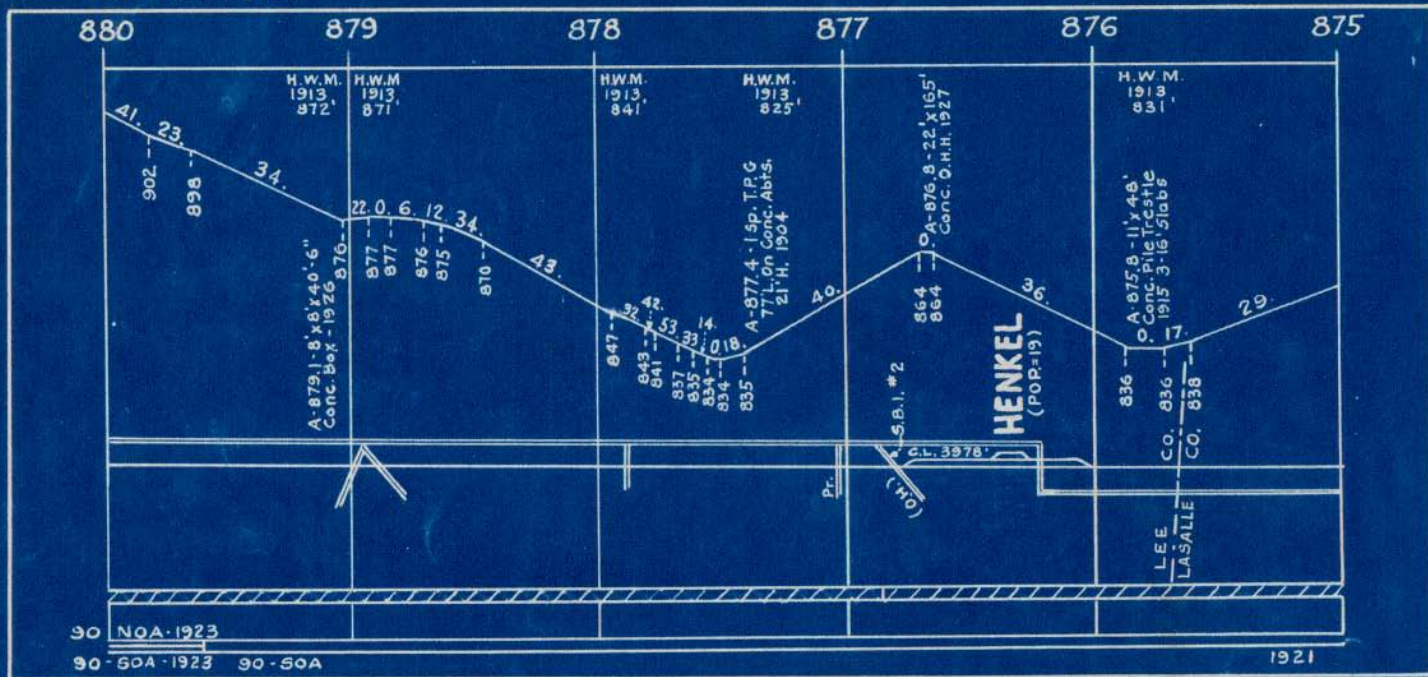 880 879 878 877 876 875
H.W.M.
1913
872'
H.W.M
1913
871'
H.W.M.
1913
841'
H.W.M.
1913
825'
H.W.M.
1913
831'
41. 23. 34. 22. 0. 6. 12. 34. 43. 32. 42. 53. 33 14. 0 18. 40. 0 36. 0. 17. 29.
902
898
876
877
877
876
875
870
847
843
841
837
835
834
834
835
864
864
836
836
838
A-879.1-8'x8'x40'-6"
Conc. Box-1926
A-877.4-1 Sp. T.P.G
77'L. On Conc. Abts.
21'H. 1904
A-876.8-22'x165'
Conc. O.H.H. 1927
A-875.8-11'x48'
Conc. Pile Trestle
1915 3-16' Slabs
HENKEL
(POP.=19)
S.B.I. #2
C.L. 3978'
Pr.
(O.H.)
LEE CO.
LASALLE CO.
90 NOA-1923
90-SOA-1923 90-SOA
1921